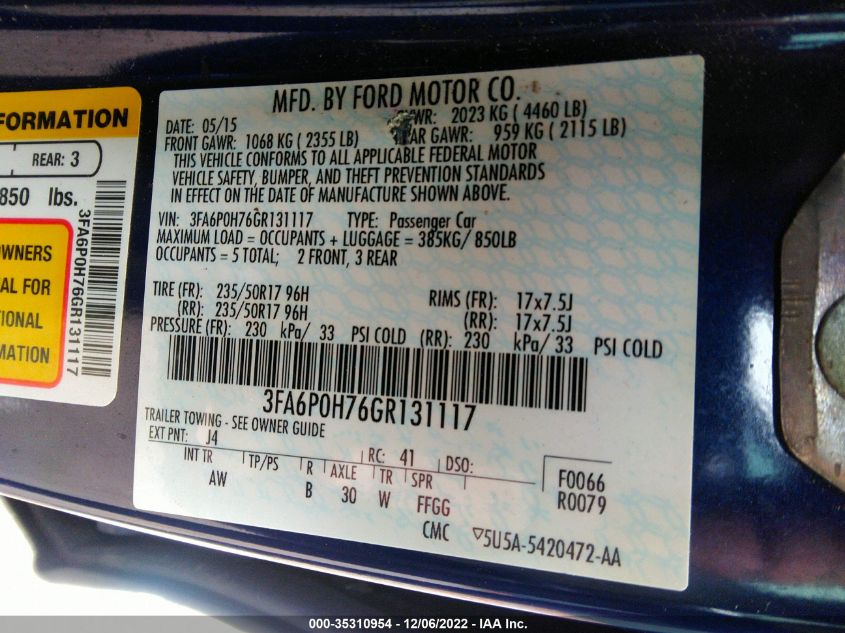 FORMATION
REAR: 3
850 lbs.
OWNERS
AL FOR
TIONAL
MATION
3FA6P0H76GR131117
MFD. BY FORD MOTOR CO.
DATE: 05/15 GVWR: 2023 KG ( 4460 LB)
FRONT GAWR: 1068 KG ( 2355 LB) REAR GAWR: 959 KG ( 2115 LB)
THIS VEHICLE CONFORMS TO ALL APPLICABLE FEDERAL MOTOR
VEHICLE SAFETY, BUMPER, AND THEFT PREVENTION STANDARDS
IN EFFECT ON THE DATE OF MANUFACTURE SHOWN ABOVE.
VIN: 3FA6P0H76GR131117 TYPE: Passenger Car
MAXIMUM LOAD = OCCUPANTS + LUGGAGE = 385KG/ 850LB
OCCUPANTS = 5 TOTAL; 2 FRONT, 3 REAR
TIRE (FR): 235/50R17 96H RIMS (FR): 17x7.5J
(RR): 235/50R17 96H (RR): 17x7.5J
PRESSURE (FR): 230 kPa/ 33 PSI COLD (RR): 230 kPa/ 33 PSI COLD
3FA6P0H76GR131117
TRAILER TOWING - SEE OWNER GUIDE
EXT PNT: J4 RC: 41 DSO:
INT TR TP/PS R AXLE TR SPR F0066
AW B 30 W FFGG R0079
CMC ▽5U5A-5420472-AA
000-35310954 - 12/06/2022 - IAA Inc.